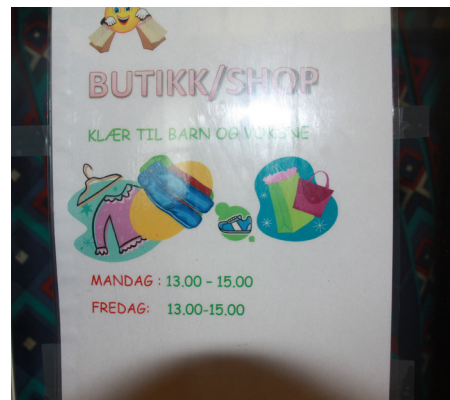 BUTIKK/SHOP
KLÆR TIL BARN OG VOKSNE
MANDAG : 13.00 – 15.00
FREDAG: 13.00-15.00